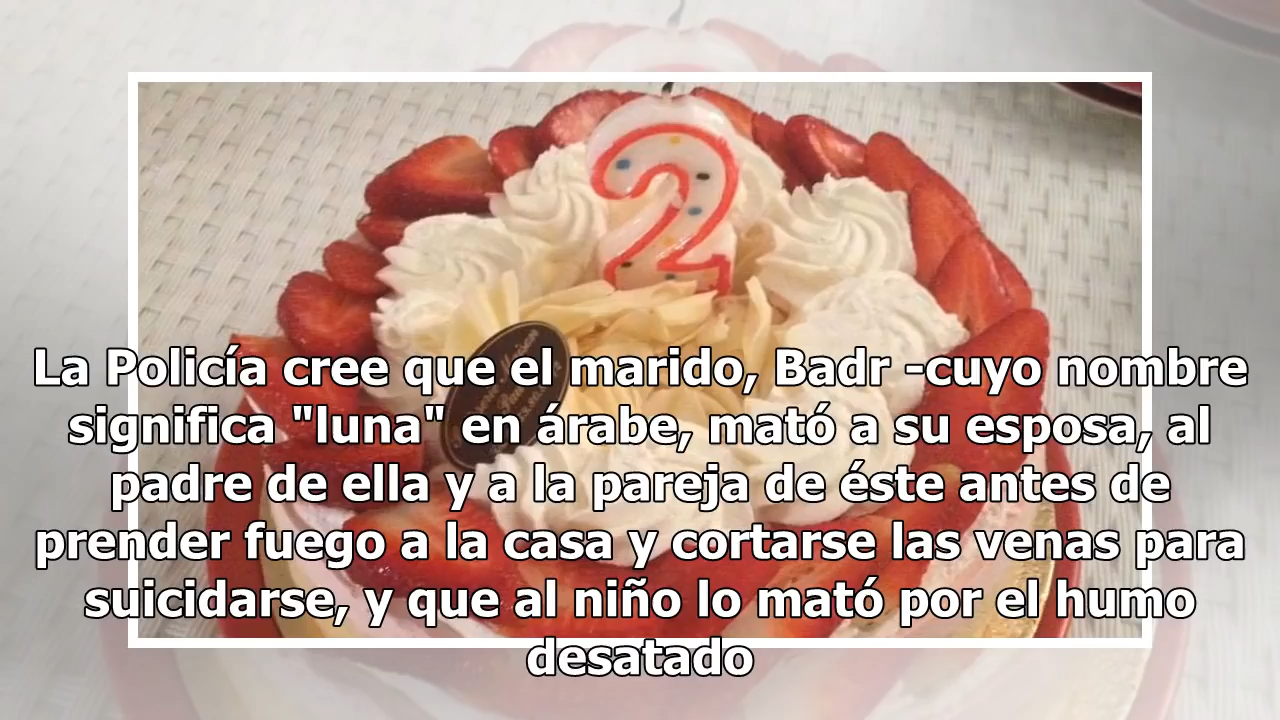 2
La Policía cree que el marido, Badr -cuyo nombre
significa "luna" en árabe, mató a su esposa, al
padre de ella y a la pareja de éste antes de
prender fuego a la casa y cortarse las venas para
suicidarse, y que al niño lo mató por el humo
desatado